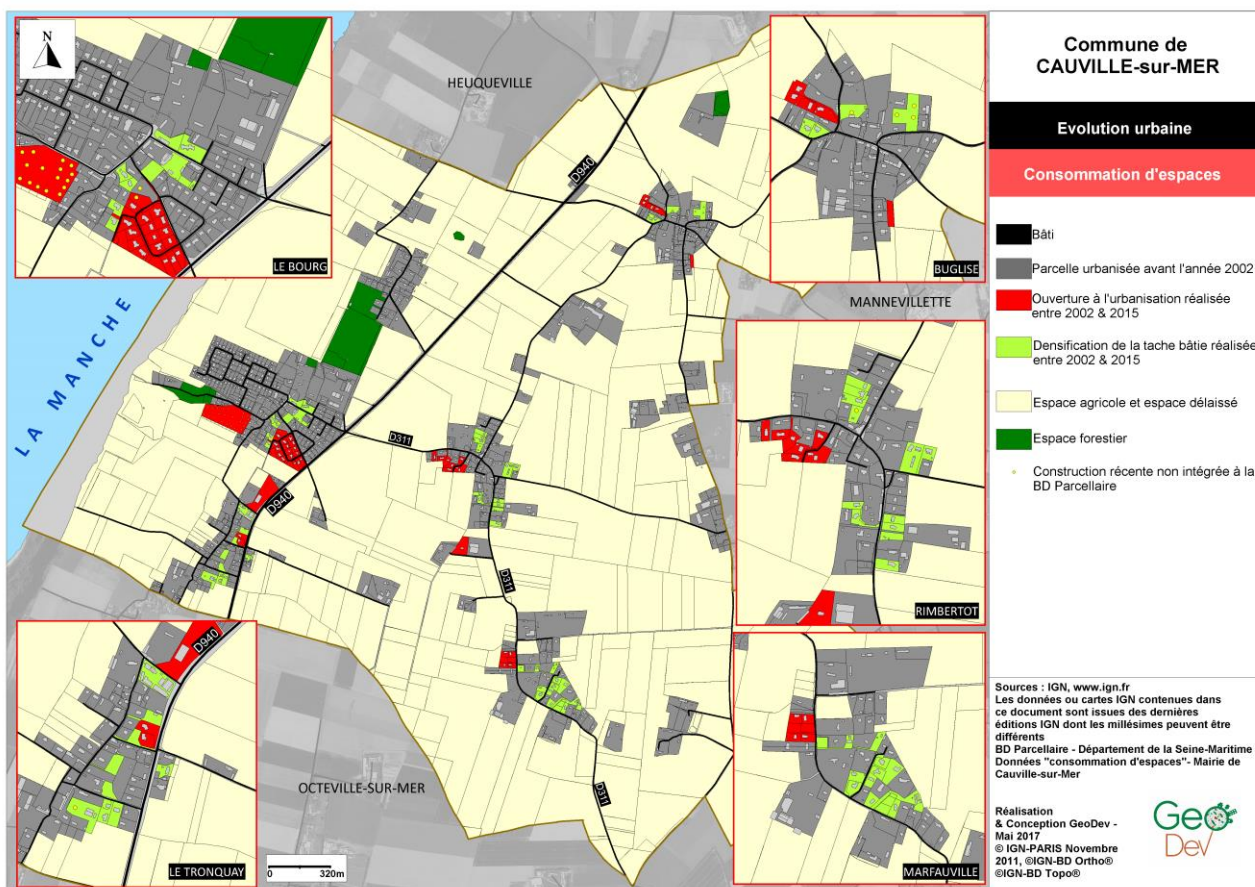 Commune de
CAUVILLE-sur-MER
Evolution urbaine
Consommation d'espaces
Bâti
Parcelle urbanisée avant l'année 2002
Ouverture à l'urbanisation réalisée
entre 2002 & 2015
Densification de la tache bâtie réalisée
entre 2002 & 2015
Espace agricole et espace délaissé
Espace forestier
Construction récente non intégrée à la
BD Parcellaire
Sources : IGN, www.ign.fr
Les données ou cartes IGN contenues dans
ce document sont issues des dernières
éditions IGN dont les millésimes peuvent être
différents
BD Parcellaire - Département de la Seine-Maritime
Données "consommation d'espaces"- Mairie de
Cauville-sur-Mer
Réalisation
& Conception GeoDev -
Mai 2017
© IGN-PARIS Novembre
2011, ©IGN-BD Ortho®
©IGN-BD Topo®
Geo
Dev
N
LE BOURG
HEUQUEVILLE
D940
BUGLISE
MANNEVILLETTE
LA MANCHE
D311
D940
RIMBERTOT
D311
D940
LE TRONQUAY
OCTEVILLE-SUR-MER
D311
0
320m
MARFAUVILLE